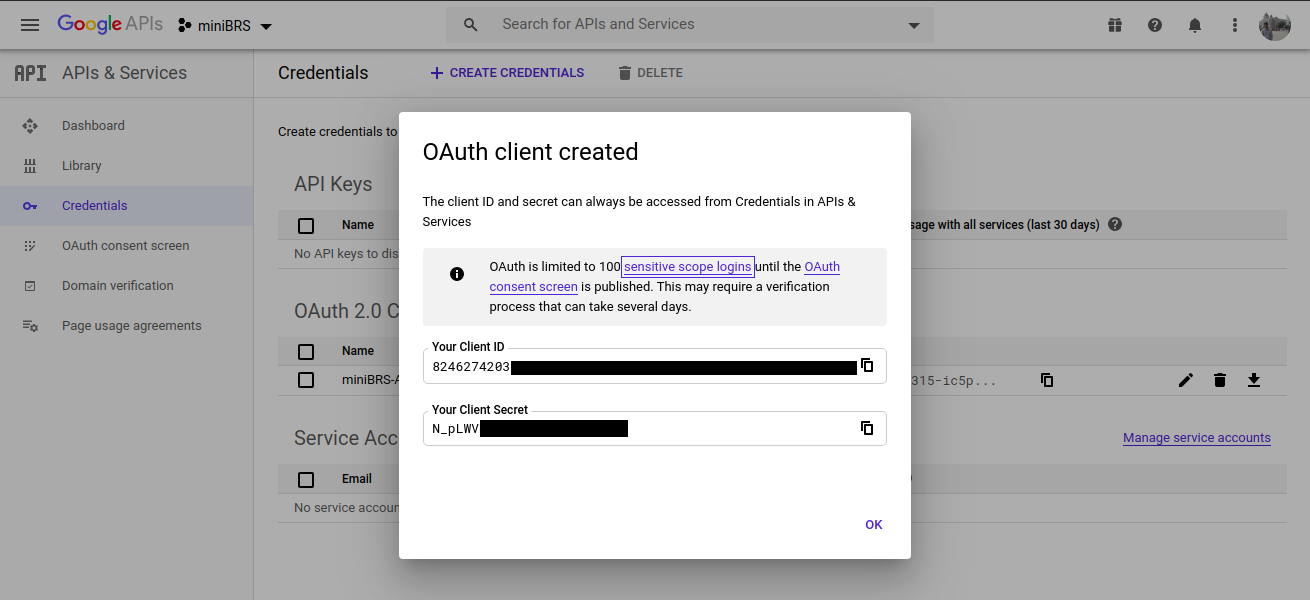 Google APIs
miniBRS
Search for APIs and Services
API APIs & Services
Credentials
CREATE CREDENTIALS
DELETE
Dashboard
Library
Credentials
OAuth consent screen
Domain verification
Page usage agreements
Create credentials to
API Keys
Name
sage with all services (last 30 days)
No API keys to dis
OAuth 2.0 C
Name
miniBRS-A
315-ic5p...
Service Acc
Manage service accounts
Email
No service accoun
OAuth client created
The client ID and secret can always be accessed from Credentials in APIs &
Services
OAuth is limited to 100 sensitive scope logins until the OAuth
consent screen is published. This may require a verification
process that can take several days.
Your Client ID
8246274203
Your Client Secret
N_pLWV
OK